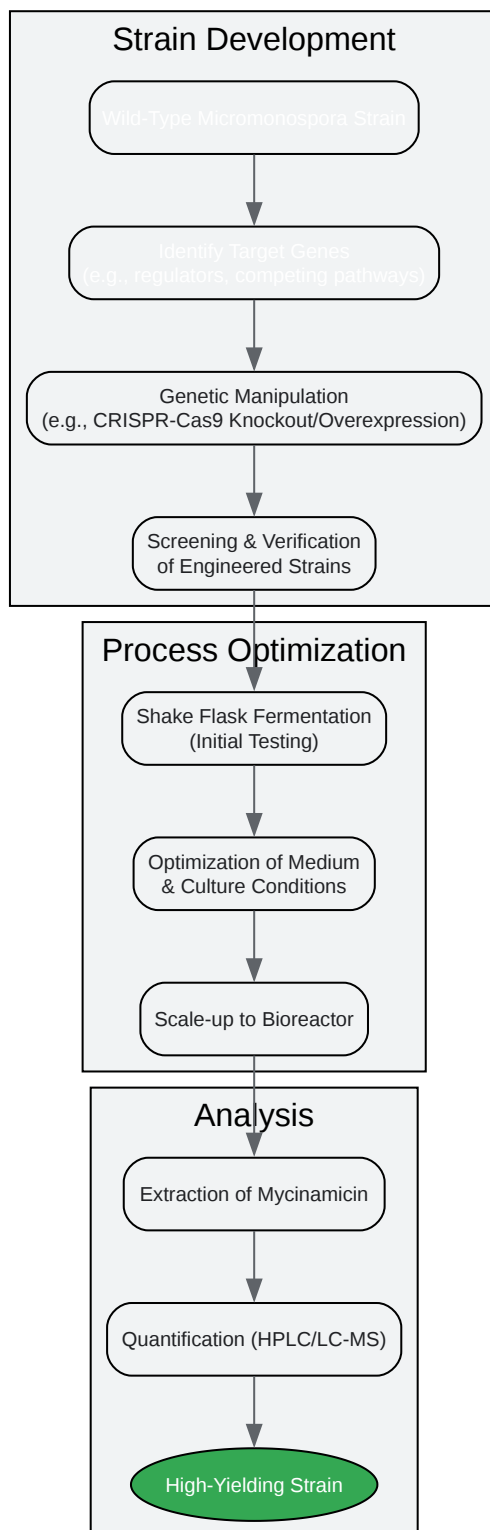 Strain Development
Wild-Type Micromonospora Strain
Identify Target Genes
(e.g., regulators, competing pathways)
Genetic Manipulation
(e.g., CRISPR-Cas9 Knockout/Overexpression)
Screening & Verification
of Engineered Strains
Process Optimization
Shake Flask Fermentation
(Initial Testing)
Optimization of Medium
& Culture Conditions
Scale-up to Bioreactor
Analysis
Extraction of Mycinamicin
Quantification (HPLC/LC-MS)
High-Yielding Strain